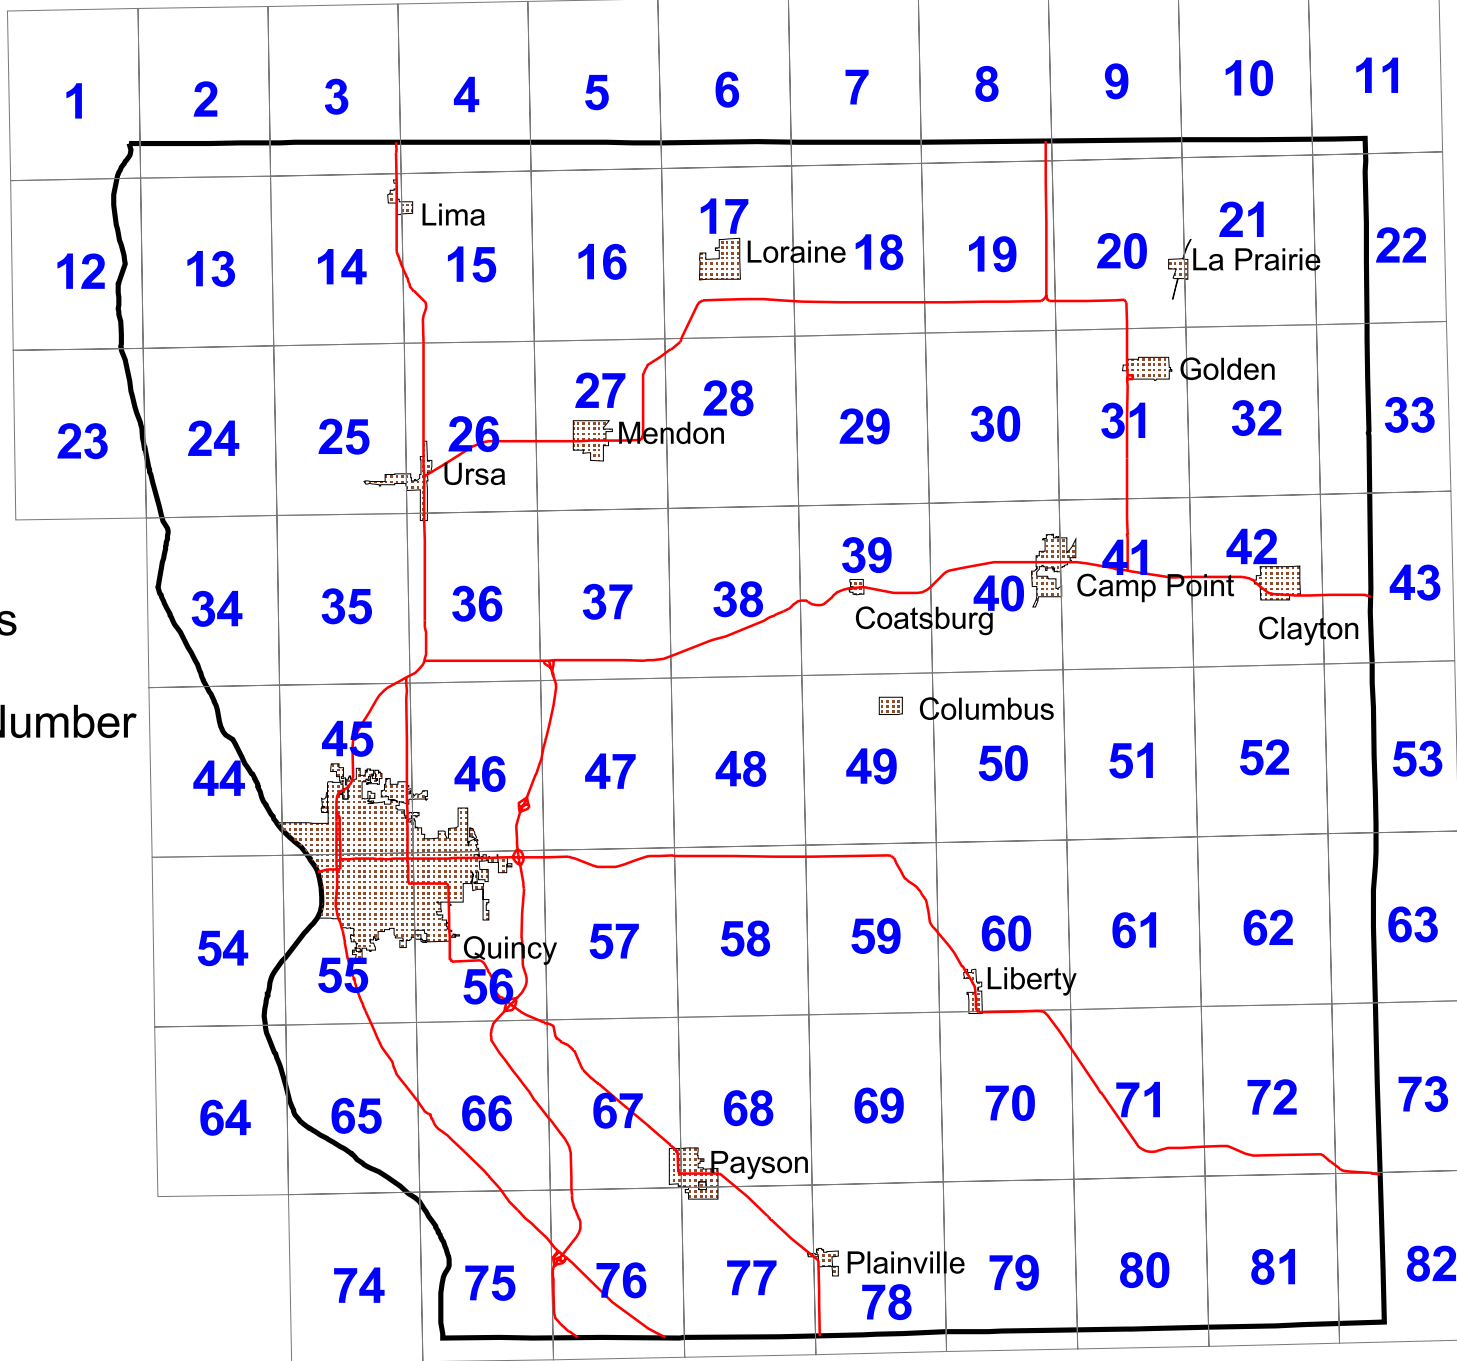 1 2 3 4 5 6 7 8 9 10 11
12 13 14 Lima 15 16 17 Loraine 18 19 20 21 La Prairie 22
23 24 25 26 Ursa 27 Mendon 28 29 30 31 Golden 32 33
34 35 36 37 38 39 Coatsburg 40 41 Camp Point 42 Clayton 43
s
Number
44 45 46 47 48 49 Columbus 50 51 52 53
54 55 Quincy 56 57 58 59 60 Liberty 61 62 63
64 65 66 67 68 Payson 69 70 71 72 73
74 75 76 77 Plainville 78 79 80 81 82